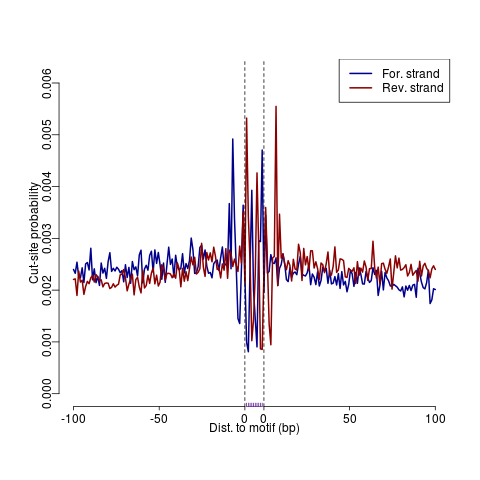 For. strand
Rev. strand
Cut-site probability
0.006
0.005
0.004
0.003
0.002
0.001
0.000
-100 -50 0 0 50 100
Dist. to motif (bp)